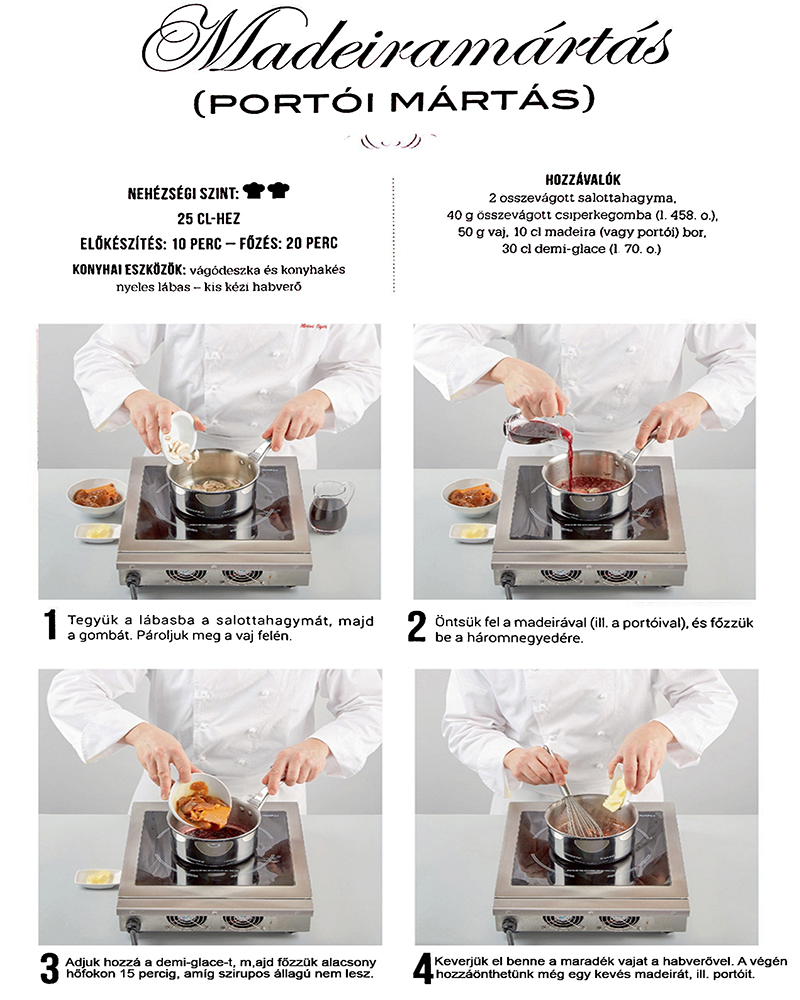 Madeiramártás
(PORTÓI MÁRTÁS)
NEHÉZSÉGI SZINT:
25 CL-HEZ
ELŐKÉSZÍTÉS: 10 PERC – FŐZÉS: 20 PERC
KONYHAI ESZKÖZÖK: vágódeszka és konyhakés
nyeles lábas – kis kézi habverő
HOZZÁVALÓK
2 osszevágott salottahagyma,
40 g összevágott csiperkegomba (l. 458. o.),
50 g vaj, 10 cl madeira (vagy portói) bor,
30 cl demi-glace (l 70. o.)
1 Tegyük a lábasba a salottahagymát, majd
a gombát. Pároljuk meg a vaj felén.
2 Öntsük fel a madeirával (ill. a portóival), és főzzük
be a háromnegyedére.
3 Adjuk hozzá a demi-glace-t, m,ajd főzzük alacsony
hőfokon 15 percig, amíg szirupos állagú nem lesz.
4 Keverjük el benne a maradék vajat a habverővel. A végén
hozzáönthetünk még egy kevés madeirát, ill. portóit.